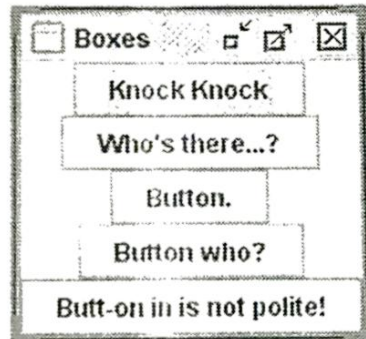 Boxes
Knock Knock
Who's there...?
Button.
Button who?
Butt-on in is not polite!